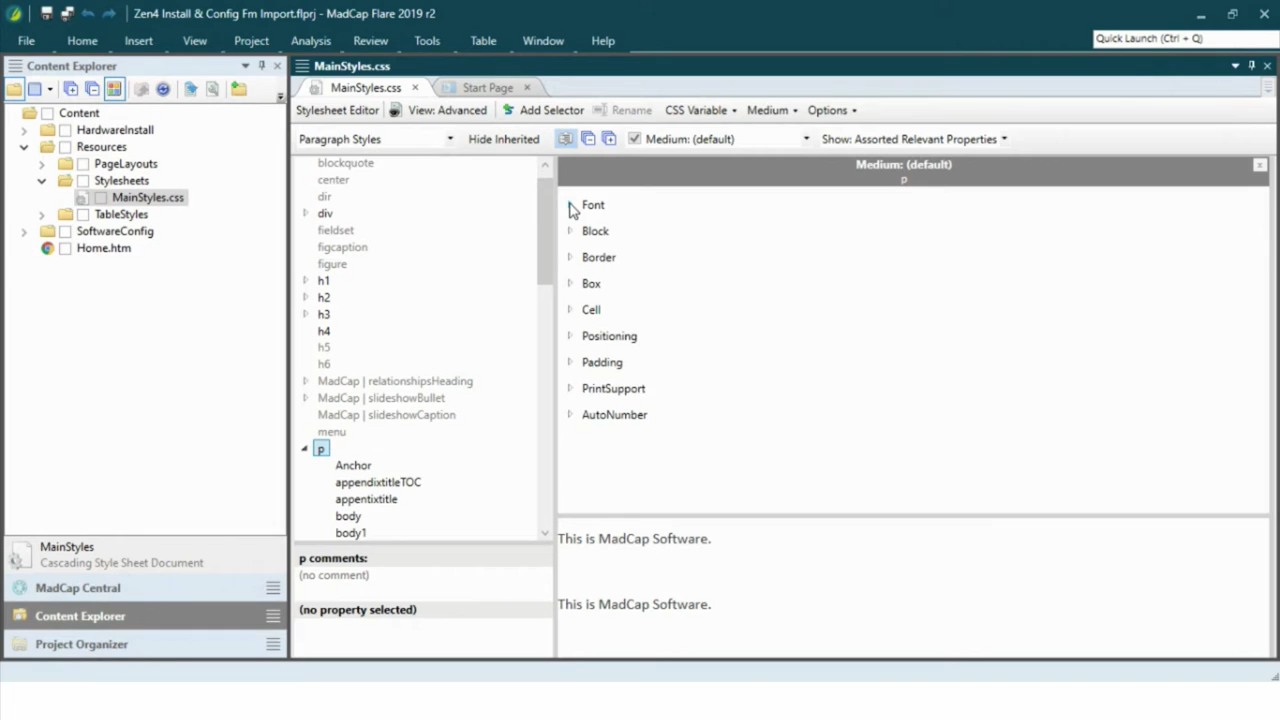 Zen4 Install & Config Fm Import.flprj - MadCap Flare 2019 r2
File Home Insert View Project Analysis Review Tools Table Window Help
Quick Launch (Ctrl + Q)
Content Explorer
Content
HardwareInstall
Resources
PageLayouts
Stylesheets
MainStyles.css
TableStyles
SoftwareConfig
Home.htm
MainStyles
Cascading Style Sheet Document
MadCap Central
Content Explorer
Project Organizer
MainStyles.css
MainStyles.css Start Page
Stylesheet Editor View: Advanced Add Selector Rename CSS Variable Medium Options
Paragraph Styles Hide Inherited Medium: (default) Show: Assorted Relevant Properties
blockquote
center
dir
div
fieldset
figcaption
figure
h1
h2
h3
h4
h5
h6
MadCap | relationshipsHeading
MadCap | slideshowBullet
MadCap | slideshowCaption
menu
p
Anchor
appendixtitleTOC
appentixtitle
body
body1
p comments:
(no comment)
(no property selected)
Medium: (default)
p
Font
Block
Border
Box
Cell
Positioning
Padding
PrintSupport
AutoNumber
This is MadCap Software.
This is MadCap Software.